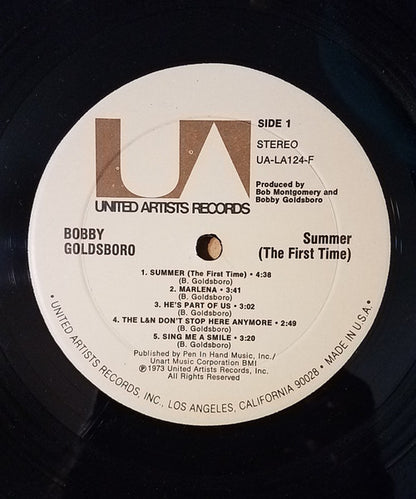 UA
UNITED ARTISTS RECORDS
SIDE 1
STEREO
UA-LA124-F
Produced by
Bob Montgomery and
Bobby Goldsboro
BOBBY
GOLDSBORO
Summer
(The First Time)
1. SUMMER (The First Time) • 4:38
(B. Goldsboro)
2. MARLENA • 3:41
(B. Goldsboro)
3. HE'S PART OF US • 3:02
(B. Goldsboro)
4. THE L&N DON'T STOP HERE ANYMORE • 2:49
(B. Goldsboro)
5. SING ME A SMILE • 3:20
(B. Goldsboro)
Published by Pen In Hand Music, Inc./
Unart Music Corporation BMI
℗1973 United Artists Records, Inc.
All Rights Reserved
• UNITED ARTISTS RECORDS, INC., LOS ANGELES, CALIFORNIA 90028 • MADE IN U.S.A. •